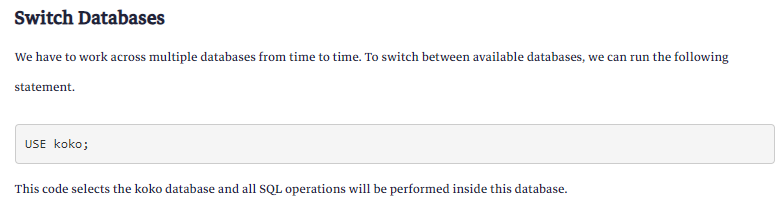 Switch Databases
We have to work across multiple databases from time to time. To switch between available databases, we can run the following
statement.
USE koko;
This code selects the koko database and all SQL operations will be performed inside this database.